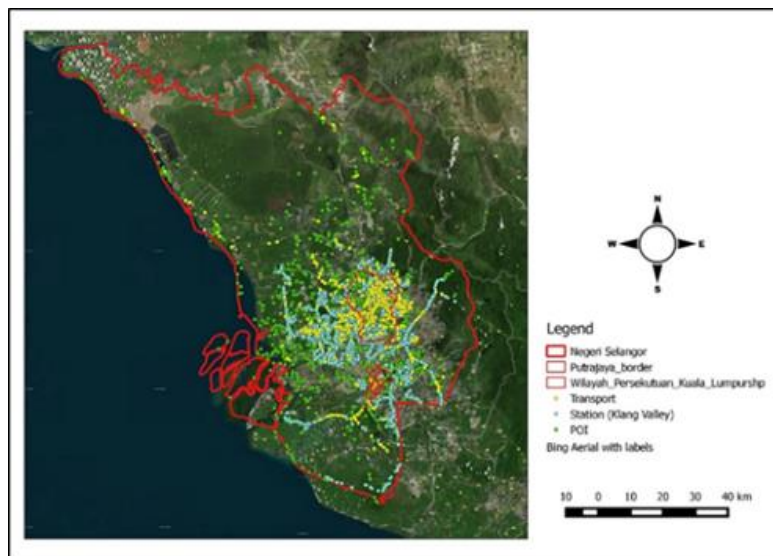 N
W E
S
Legend
Negeri Selangor
Putrajaya_border
Wilayah_Persekutuan_Kuala_Lumpurshp
Transport
Station (Klang Valley)
POI
Bing Aerial with labels
10 0 10 20 30 40 km